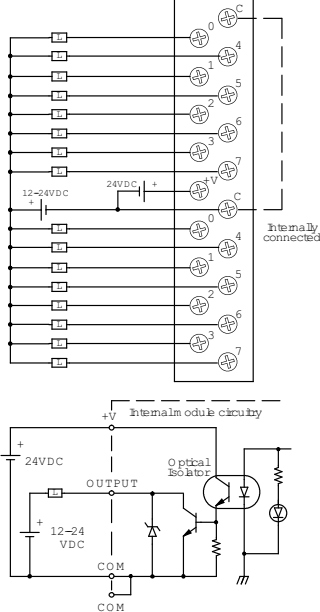 C
0
L
4
L
1
L
5
L
2
L
6
L
3
L
7
L
24VDC + +V
12-24VDC
+
C
Internally
connected
0
L
4
L
1
L
5
L
2
L
6
L
3
L
7
L
+V Internal module circuitry
+
24VDC
Optical
Isolator
OUTPUT
L
+
12-24
VDC
COM
COM